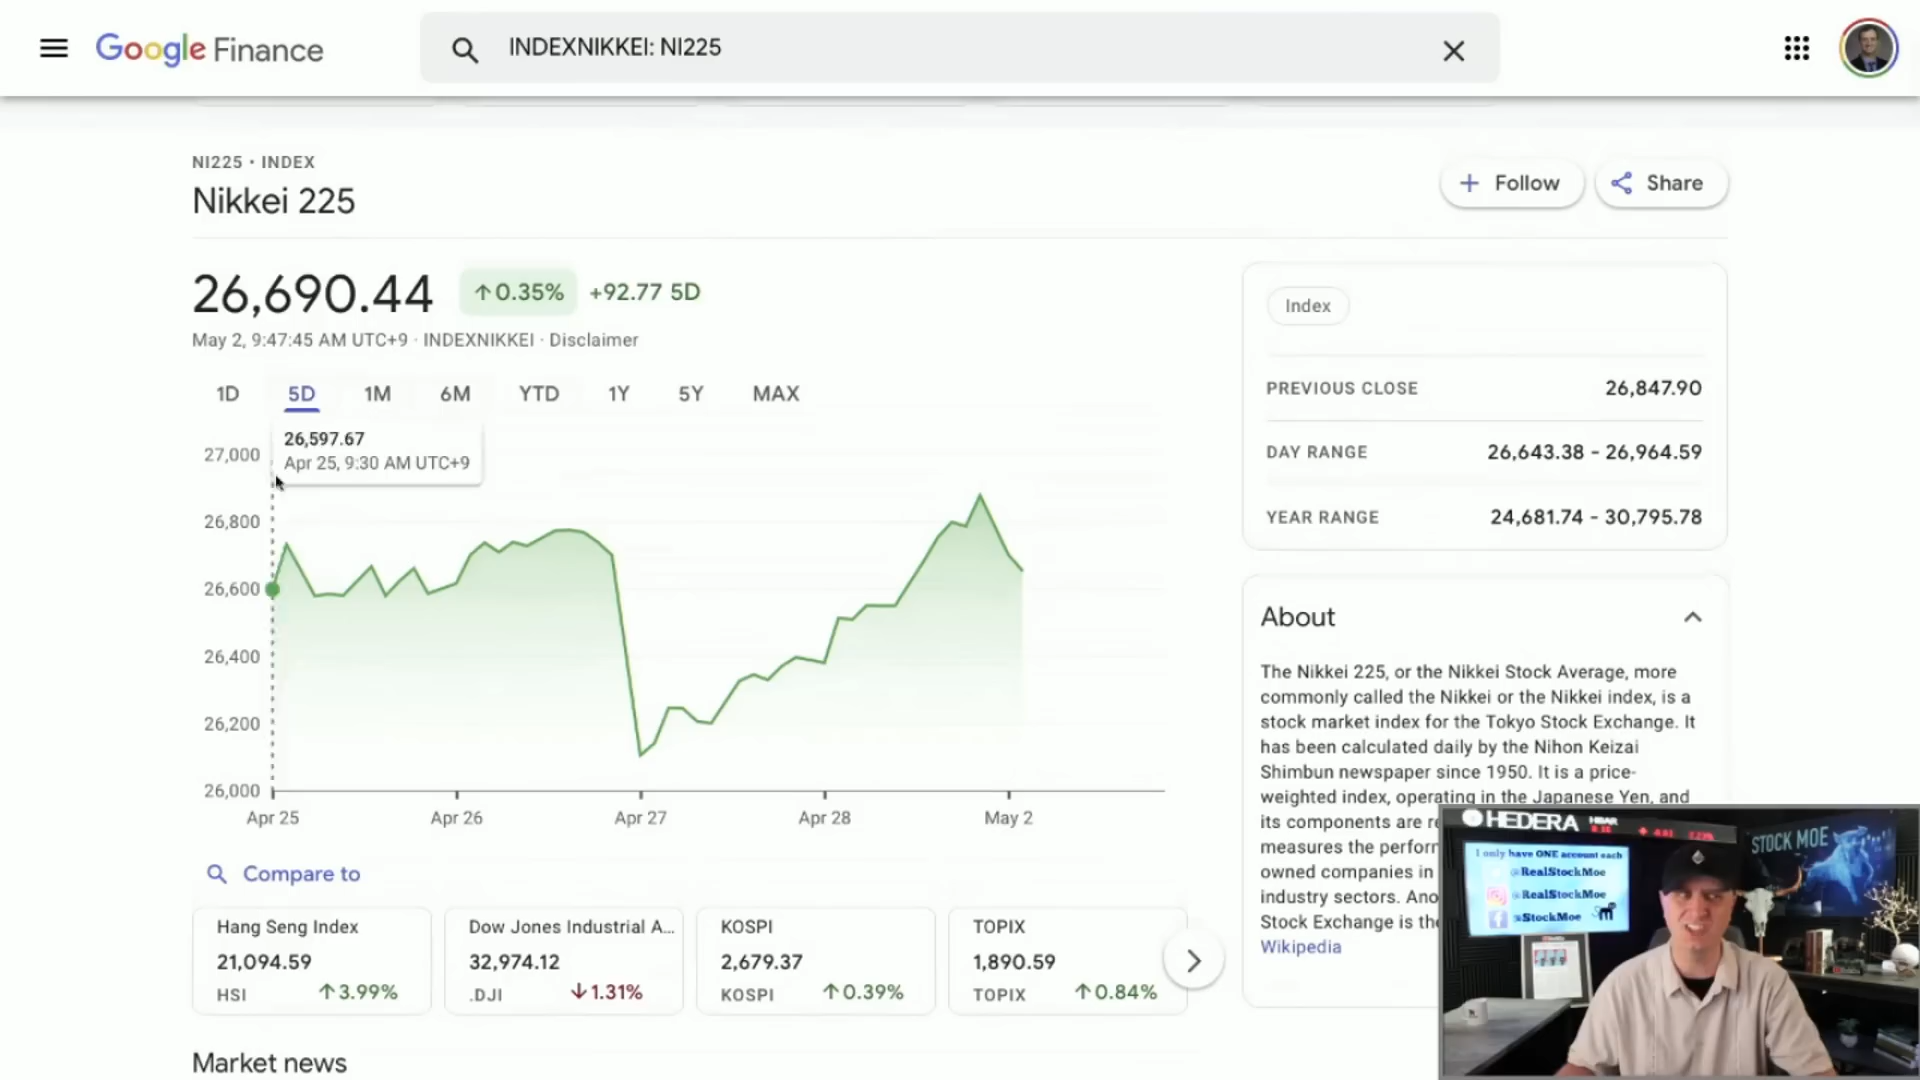 Google Finance
INDEXNIKKEI: NI225
NI225 • INDEX
Nikkei 225
Follow
Share
26,690.44
↑0.35%
+92.77 5D
May 2, 9:47:45 AM UTC+9 · INDEXNIKKEI · Disclaimer
1D
5D
1M
6M
YTD
1Y
5Y
MAX
26,597.67
Apr 25, 9:30 AM UTC+9
27,000
26,800
26,600
26,400
26,200
26,000
Apr 25
Apr 26
Apr 27
Apr 28
May 2
Index
PREVIOUS CLOSE
26,847.90
DAY RANGE
26,643.38 - 26,964.59
YEAR RANGE
24,681.74 - 30,795.78
About
The Nikkei 225, or the Nikkei Stock Average, more
commonly called the Nikkei or the Nikkei index, is a
stock market index for the Tokyo Stock Exchange. It
has been calculated daily by the Nihon Keizai
Shimbun newspaper since 1950. It is a price-
weighted index, operating in the Japanese Yen, and
its components are
measures the perform
owned companies in
industry sectors. Ano
Stock Exchange is the
Wikipedia
Compare to
Hang Seng Index
21,094.59
HSI
↑3.99%
Dow Jones Industrial A...
32,974.12
.DJI
↓1.31%
KOSPI
2,679.37
KOSPI
↑0.39%
TOPIX
1,890.59
TOPIX
↑0.84%
Market news
HEDERA
HBAR
STOCK MOE
I only have ONE account each
@RealStockMoe
@RealStockMoe
@StockMoe